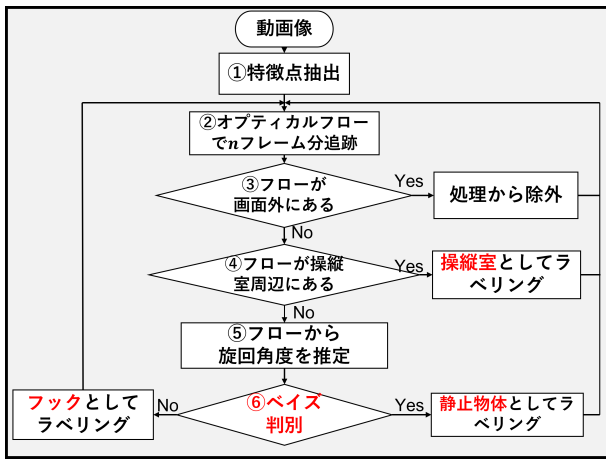 動画像
①特徴点抽出
②オプティカルフロー
でnフレーム分追跡
③フローが
画面外にある
Yes
処理から除外
No
④フローが操縦
室周辺にある
Yes
操縦室としてラ
ベリング
No
⑤フローから
旋回角度を推定
⑥ベイズ
判別
No
フックとして
ラベリング
Yes
静止物体としてラ
ベリング